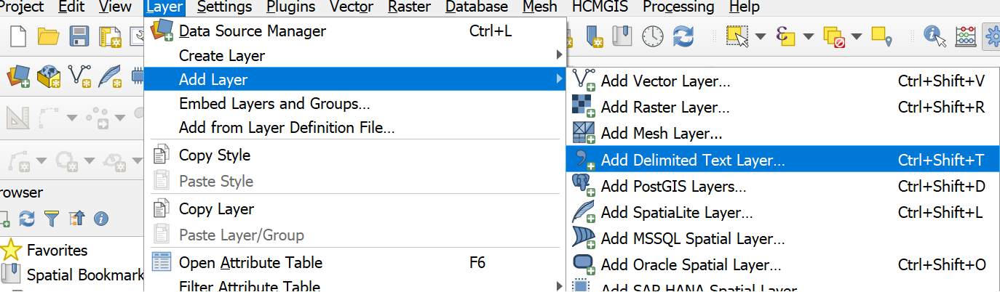 Project Edit View Layer Settings Plugins Vector Raster Database Mesh HCMGIS Processing Help
Data Source Manager Ctrl+L
Create Layer
Add Layer
Embed Layers and Groups...
Add from Layer Definition File...
Copy Style
Paste Style
Copy Layer
Paste Layer/Group
Open Attribute Table F6
Filter Attribute Table
Add Vector Layer... Ctrl+Shift+V
Add Raster Layer... Ctrl+Shift+R
Add Mesh Layer...
Add Delimited Text Layer... Ctrl+Shift+T
Add PostGIS Layers... Ctrl+Shift+D
Add SpatiaLite Layer... Ctrl+Shift+L
Add MSSQL Spatial Layer...
Add Oracle Spatial Layer... Ctrl+Shift+O
Add SAP HANA Spatial Layer...
rowser
Favorites
Spatial Bookmark